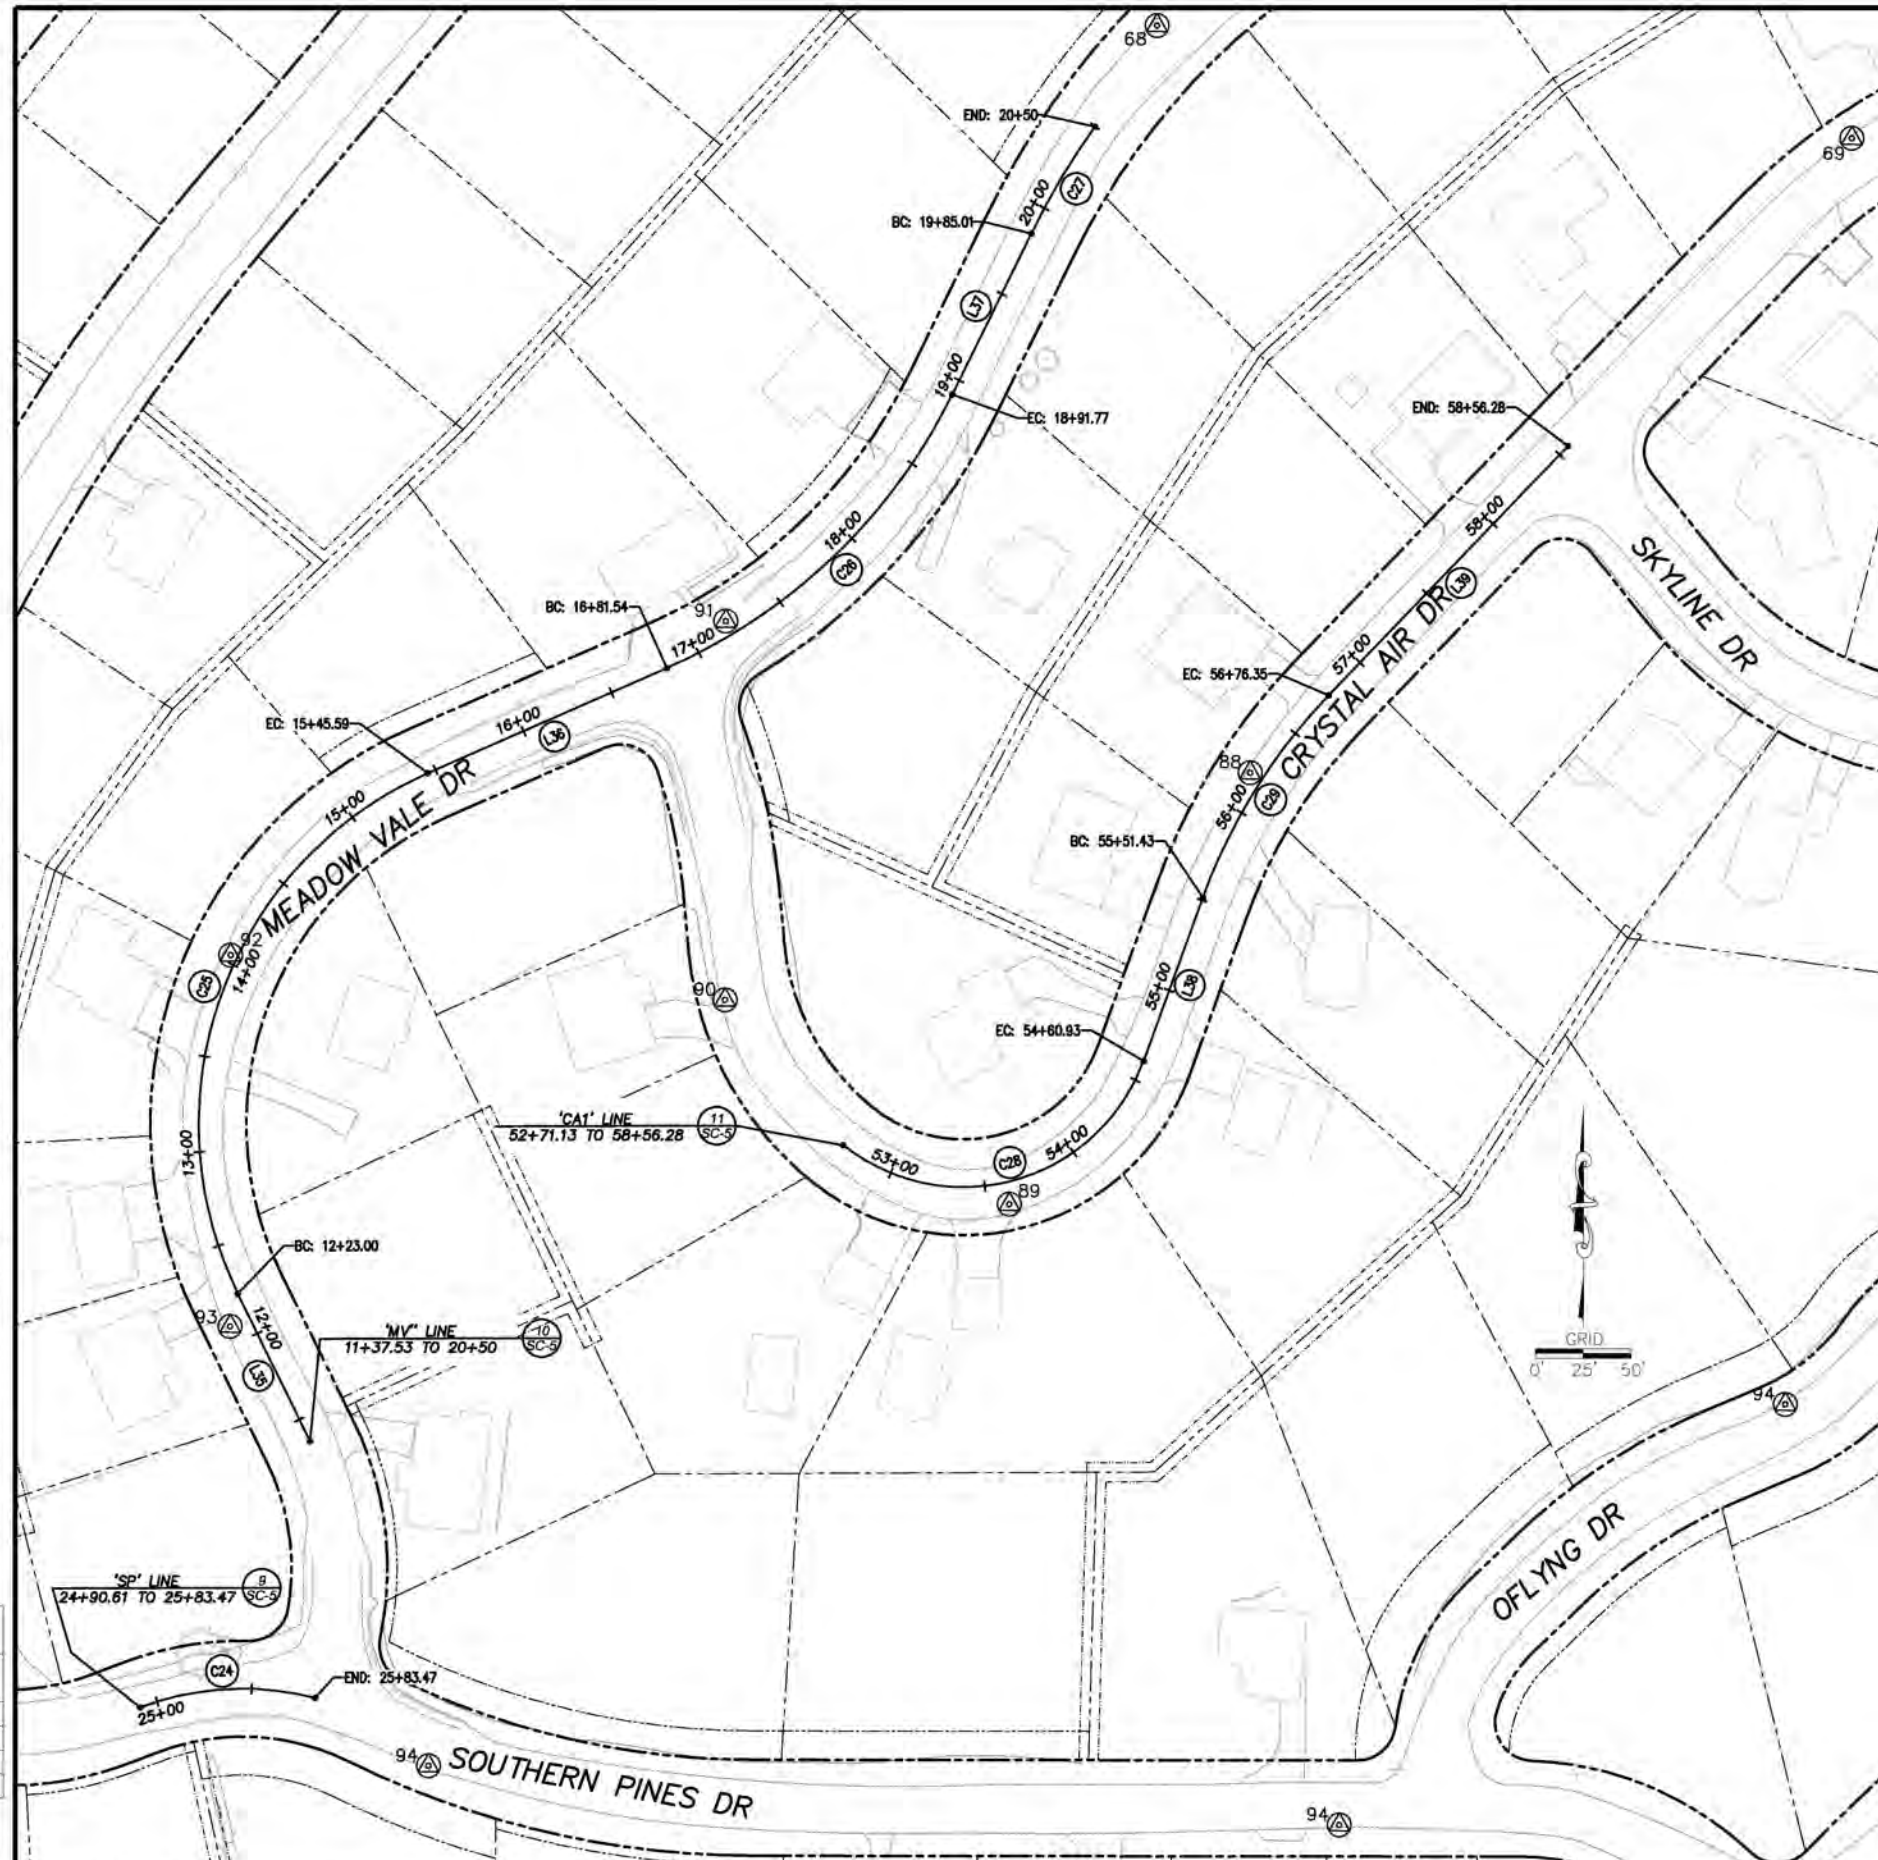 68
END: 20+50
69
C27
20+00
BC: 19+85.01
L37
19+00
EC: 18+91.77
END: 58+56.28
58+00
18+00
C26
SKYLINE DR
L39
BC: 16+81.54
91
17+00
57+00
EC: 56+76.35
CRYSTAL AIR DR
EC: 15+45.59
16+00
L36
88
C29
56+00
15+00
MEADOW VALE DR
BC: 55+51.43
92
14+00
C25
90
L38
55+00
EC: 54+60.93
'CA1' LINE
52+71.13 TO 58+56.28
11
SC-5
13+00
53+00
54+00
C28
89
BC: 12+23.00
93
12+00
'MV" LINE
11+37.53 TO 20+50
10
SC-5
GRID
0' 25' 50'
L35
94
OFLYNG DR
'SP' LINE
24+90.61 TO 25+83.47
9
SC-5
C24
END: 25+83.47
25+00
94
SOUTHERN PINES DR
94